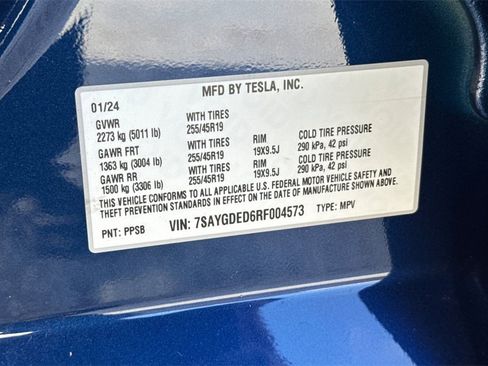 MFD BY TESLA, INC.
01/24
GVWR WITH TIRES
2273 kg (5011 lb) 255/45R19 RIM COLD TIRE PRESSURE
GAWR FRT WITH TIRES 19X9.5J 290 kPa, 42 psi
1363 kg (3004 lb) 255/45R19
GAWR RR WITH TIRES RIM COLD TIRE PRESSURE
1500 kg (3306 lb) 255/45R19 19X9.5J 290 kPa, 42 psi
THIS VEHICLE CONFORMS TO ALL APPLICABLE U.S. FEDERAL MOTOR VEHICLE SAFETY AND
THEFT PREVENTION STANDARDS IN EFFECT ON THE DATE OF MANUFACTURE SHOWN ABOVE.
PNT: PPSB VIN: 7SAYGDED6RF004573 TYPE: MPV